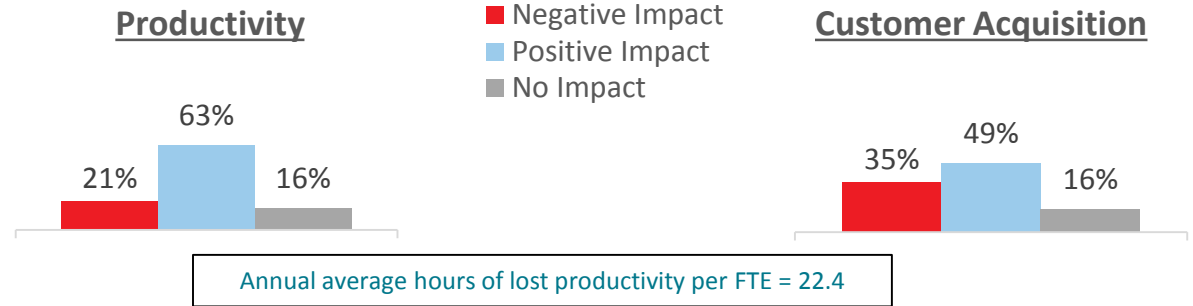 Productivity
Negative Impact
Positive Impact
No Impact
Customer Acquisition
21%
63%
16%
35%
49%
16%
Annual average hours of lost productivity per FTE = 22.4